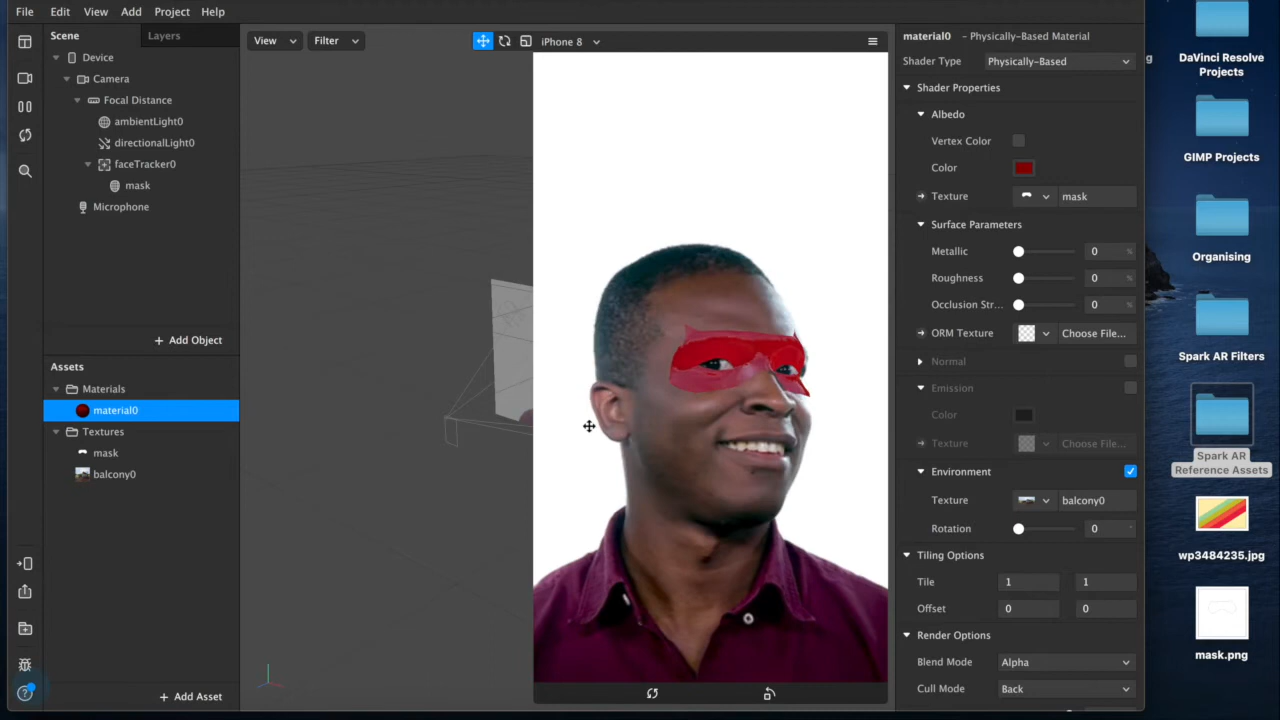 File Edit View Add Project Help
Scene Layers
Device
Camera
Focal Distance
ambientLight0
directionalLight0
faceTracker0
mask
Microphone
+ Add Object
Assets
Materials
material0
Textures
mask
balcony0
+ Add Asset
View Filter iPhone 8
material0 - Physically-Based Material
Shader Type Physically-Based
Shader Properties
Albedo
Vertex Color
Color
Texture mask
Surface Parameters
Metallic 0 %
Roughness 0 %
Occlusion Str... 0 %
ORM Texture Choose File...
Normal
Emission
Color
Texture Choose File...
Environment
Texture balcony0
Rotation 0 °
Tiling Options
Tile 1 1
Offset 0 0
Render Options
Blend Mode Alpha
Cull Mode Back
DaVinci Resolve
Projects
GIMP Projects
Organising
Spark AR Filters
Spark AR
Reference Assets
wp3484235.jpg
mask.png